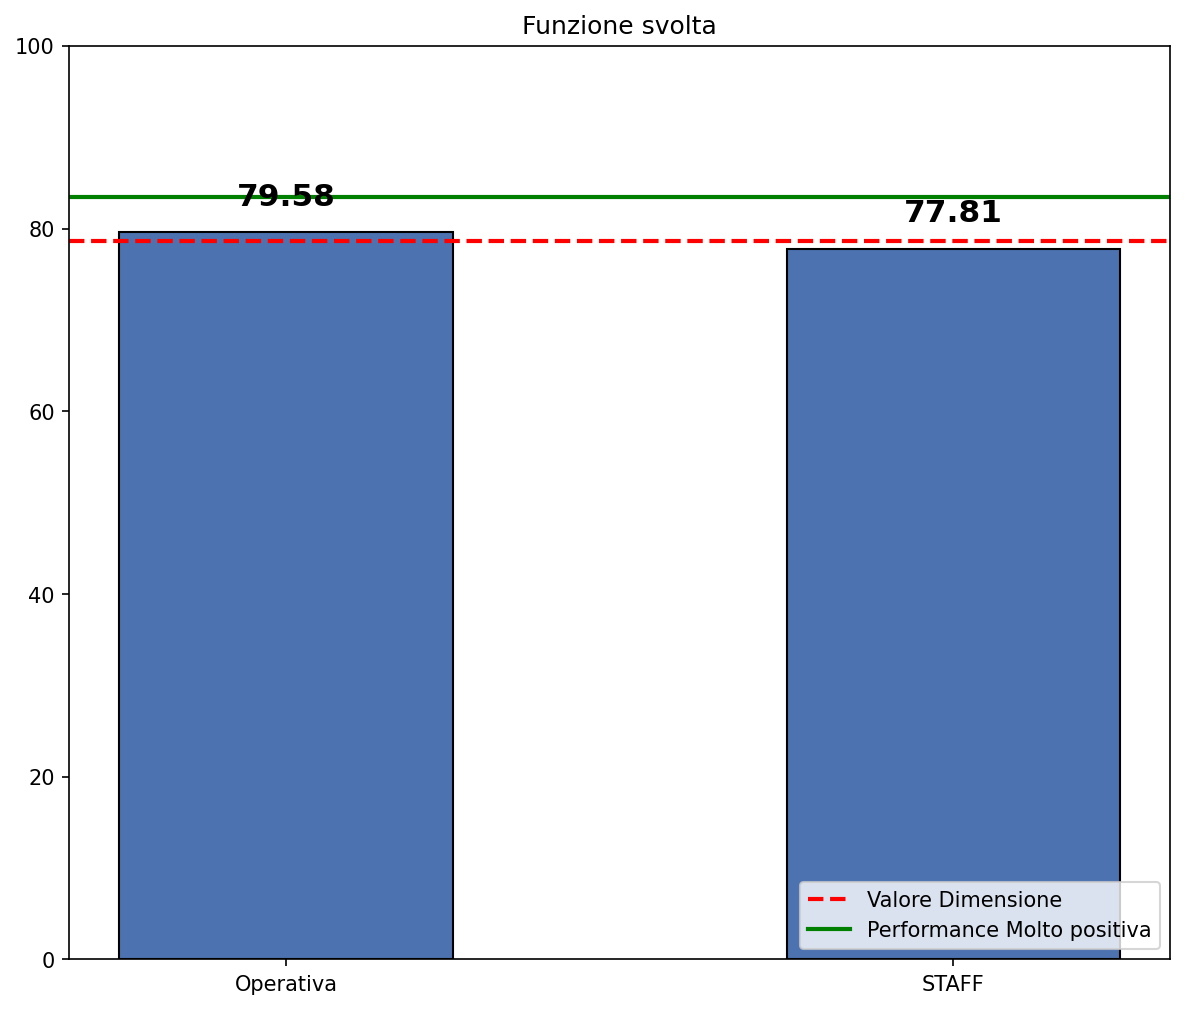 Funzione svolta
100
80
60
40
20
0
79.58
77.81
Operativa
STAFF
Valore Dimensione
Performance Molto positiva